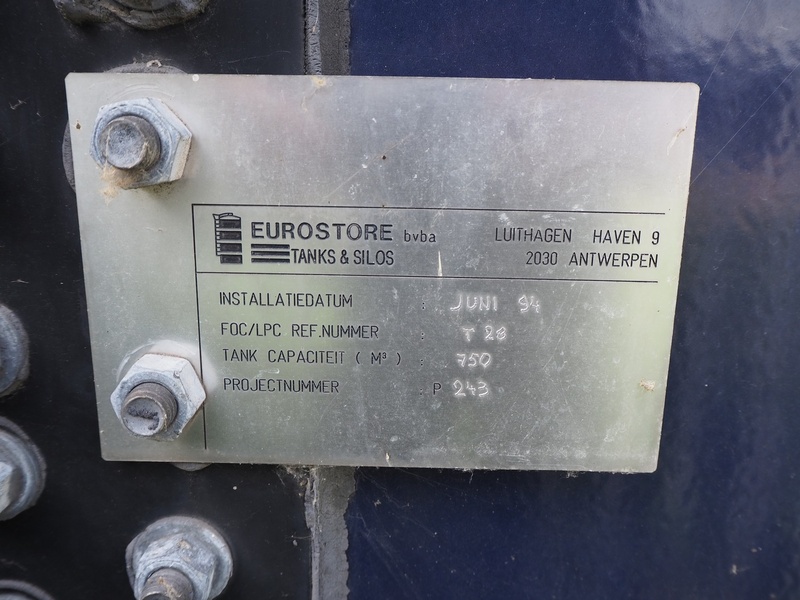 EUROSTORE bvba
TANKS & SILOS
LUITHAGEN HAVEN 9
2030 ANTWERPEN
INSTALLATIEDATUM : JUNI 94
FOC/LPC REF.NUMMER : T 28
TANK CAPACITEIT ( M³ ) : 750
PROJECTNUMMER : P 243